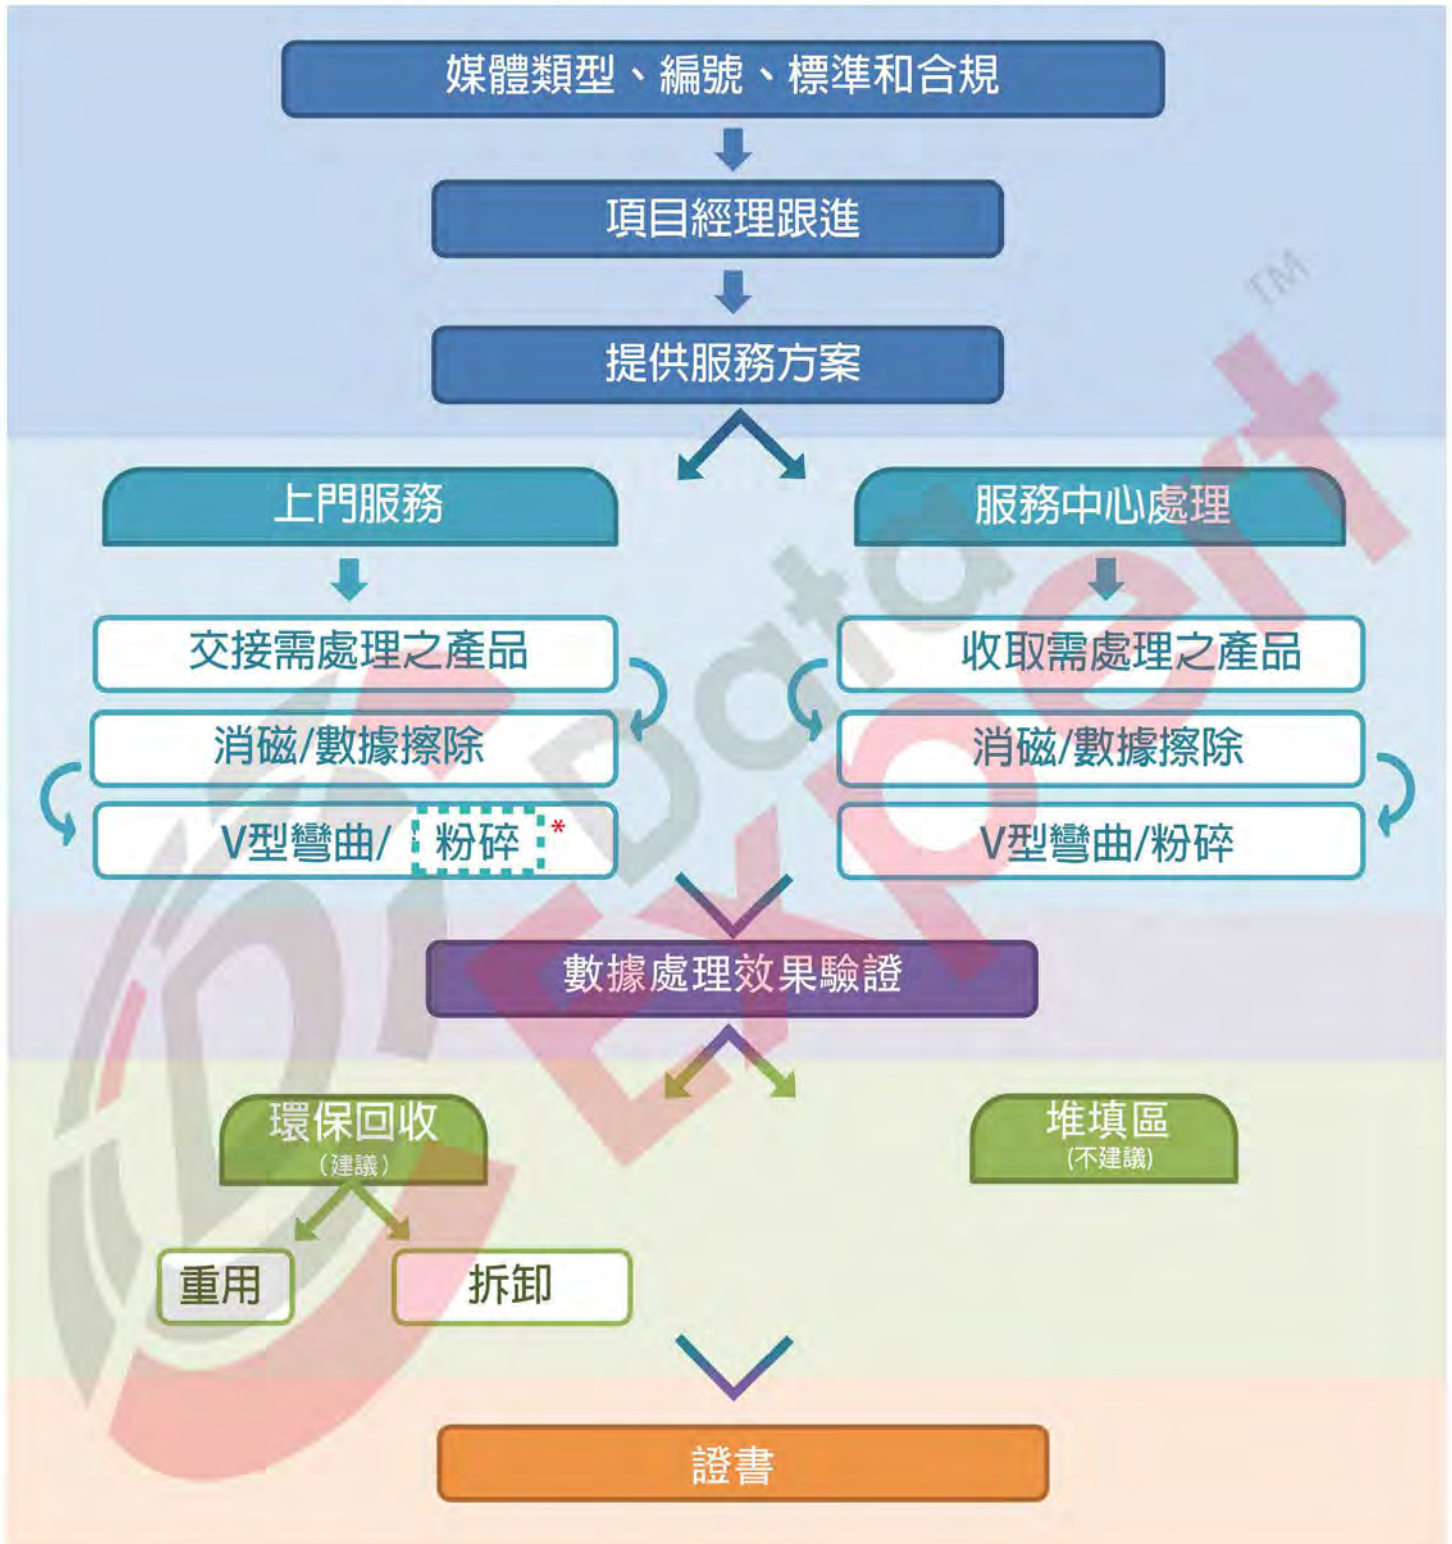 媒體類型、編號、標準和合規
項目經理跟進
提供服務方案
上門服務
服務中心處理
交接需處理之產品
收取需處理之產品
消磁/數據擦除
消磁/數據擦除
V型彎曲/ 粉碎 *
V型彎曲/粉碎
數據處理效果驗證
環保回收
（建議）
堆填區
(不建議)
重用
拆卸
證書
Data
Expert
TM